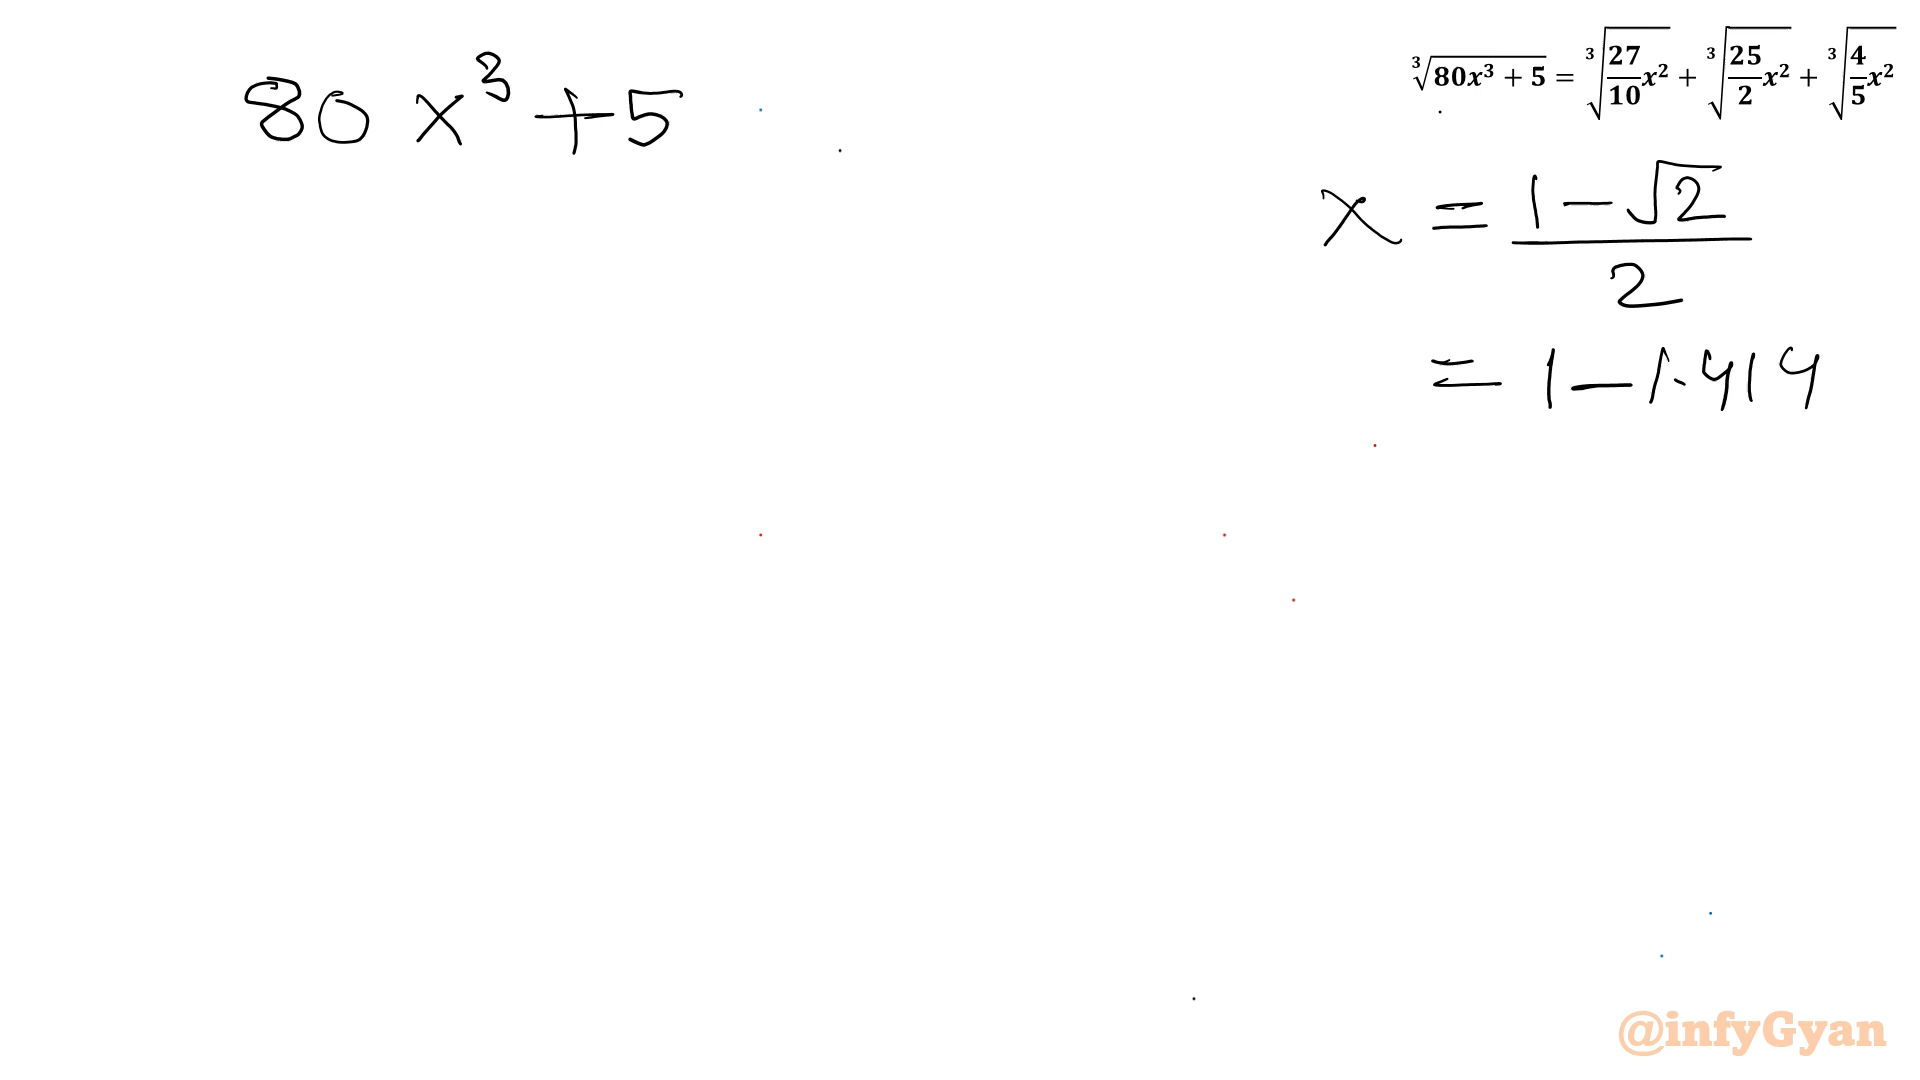 80 x³ + 5
∛(80x³ + 5) = ∛(27/10 x²) + ∛(25/2 x²) + ∛(4/5 x²)
x = (1 - √2)/2
= 1 - 1.414
@infyGyan